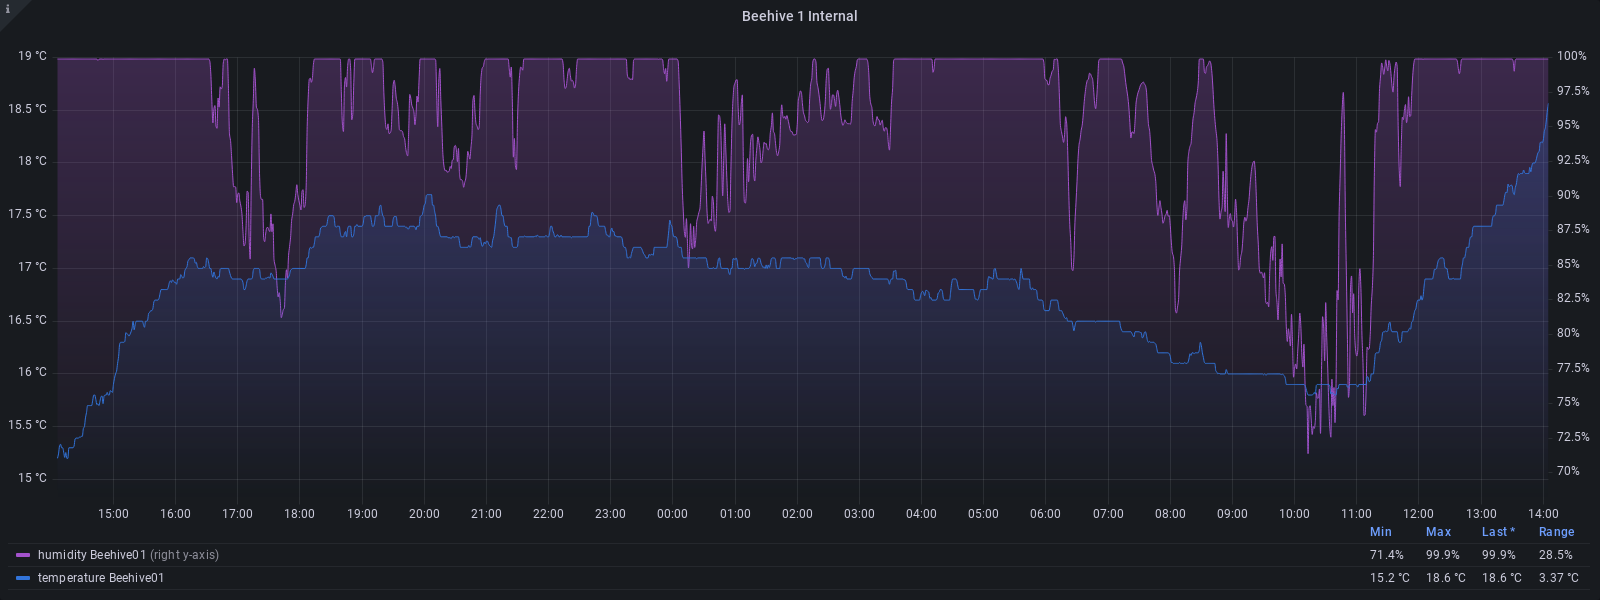 i
Beehive 1 Internal
19 °C 100%
18.5 °C 97.5%
18 °C 95%
17.5 °C 92.5%
17 °C 90%
16.5 °C 87.5%
16 °C 85%
15.5 °C 82.5%
15 °C 80%
77.5%
75%
72.5%
70%
15:00 16:00 17:00 18:00 19:00 20:00 21:00 22:00 23:00 00:00 01:00 02:00 03:00 04:00 05:00 06:00 07:00 08:00 09:00 10:00 11:00 12:00 13:00 14:00
Min Max Last * Range
humidity Beehive01 (right y-axis) 71.4% 99.9% 99.9% 28.5%
temperature Beehive01 15.2 °C 18.6 °C 18.6 °C 3.37 °C